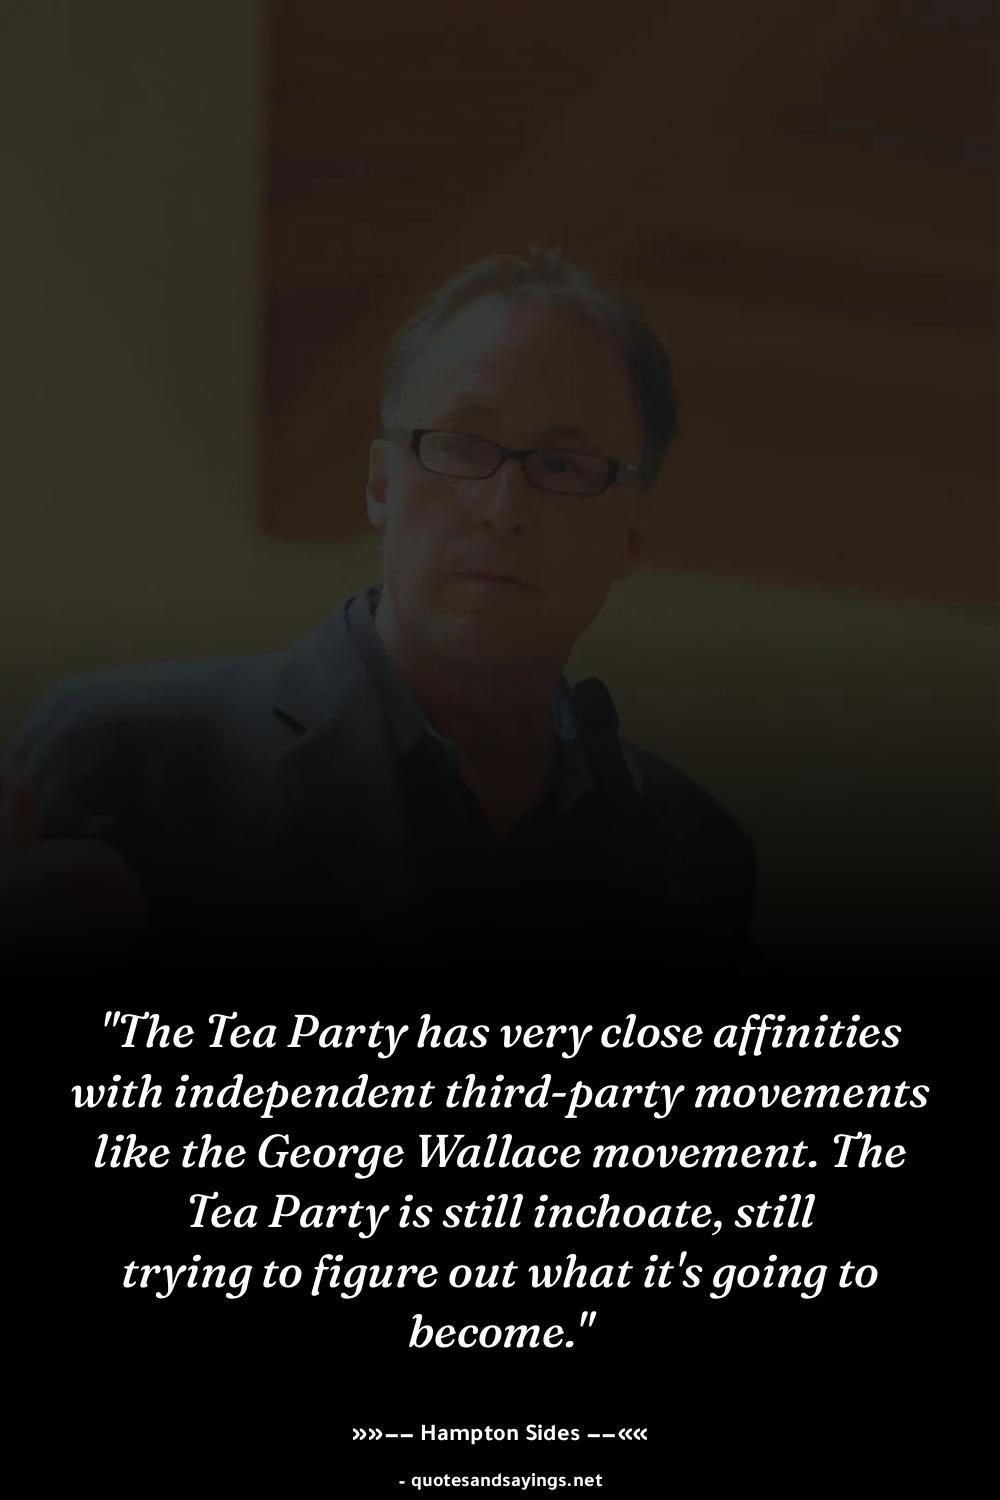 "The Tea Party has very close affinities
with independent third-party movements
like the George Wallace movement. The
Tea Party is still inchoate, still
trying to figure out what it's going to
become."
»»–– Hampton Sides ––««
- quotesandsayings.net